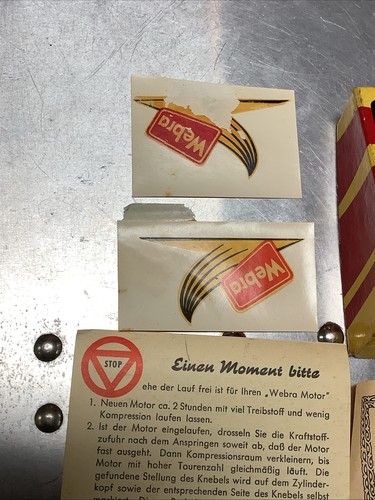 Webra
Webra
STOP
Einen Moment bitte
ehe der Lauf frei ist für Ihren „Webra Motor"
1. Neuen Motor ca. 2 Stunden mit viel Treibstoff und wenig
Kompression laufen lassen.
2. Ist der Motor eingelaufen, drosseln Sie die Kraftstoff-
zufuhr nach dem Anspringen soweit ab, daß der Motor
fast ausgeht. Dann Kompressionsraum verkleinern, bis
Motor mit hoher Tourenzahl gleichmäßig läuft. Die
gefundene Stellung des Knebels wird auf dem Zylinder-
kopf sowie der entsprechenden Seite des Knebels selbst